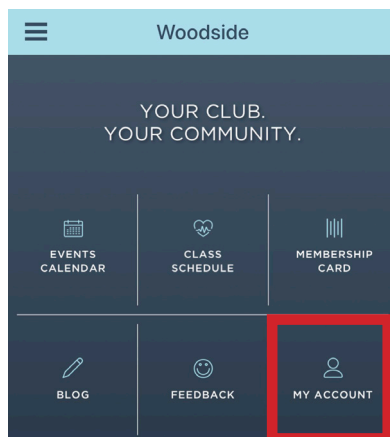 Woodside
YOUR CLUB.
YOUR COMMUNITY.
EVENTS
CALENDAR
CLASS
SCHEDULE
MEMBERSHIP
CARD
BLOG
FEEDBACK
MY ACCOUNT